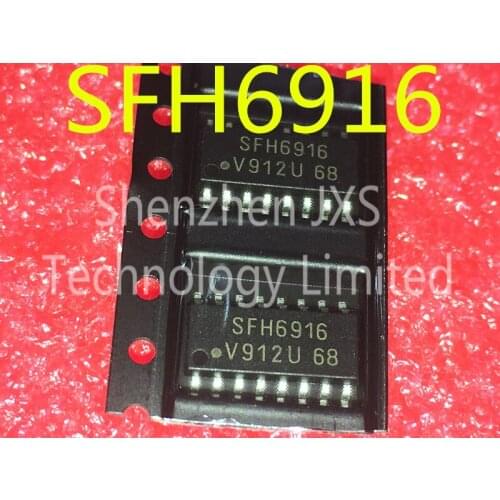 SFH6916
SFH6916
V912U 68
Shenzhen JXS
Technology Limited
SFH6916
V912U 68